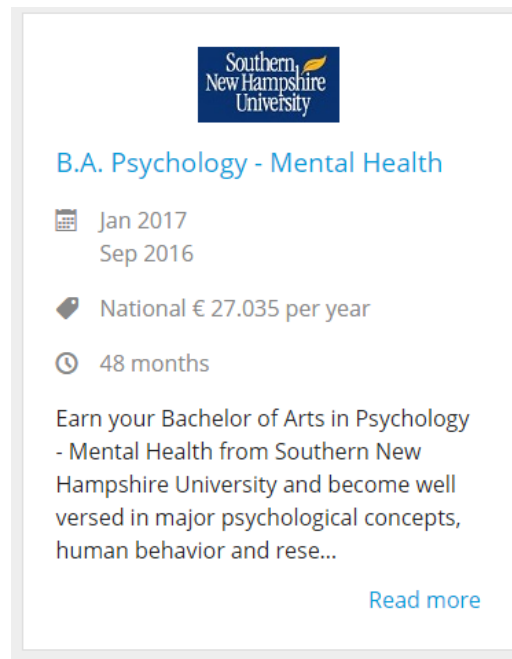 Southern
New Hampshire
University
B.A. Psychology - Mental Health
Jan 2017
Sep 2016
National € 27.035 per year
48 months
Earn your Bachelor of Arts in Psychology
- Mental Health from Southern New
Hampshire University and become well
versed in major psychological concepts,
human behavior and rese...
Read more